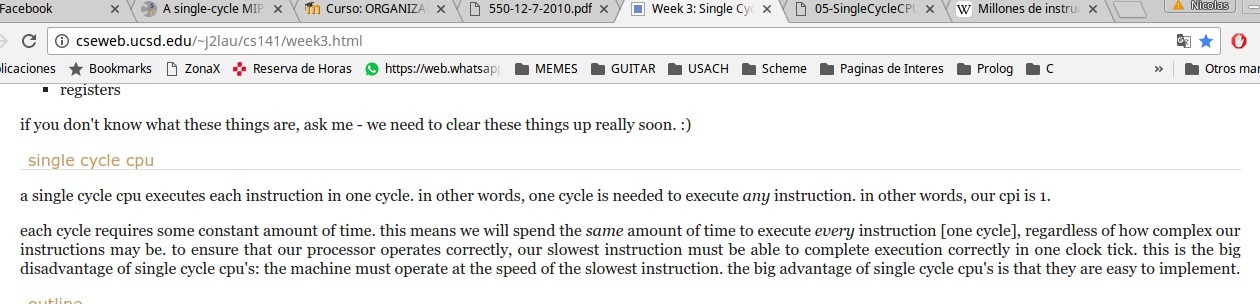 Facebook
A single-cycle MIP
Curso: ORGANIZA
550-12-7-2010.pdf
Week 3: Single Cyc
05-SingleCycleCPU
Millones de instru
Nicolas
cseweb.ucsd.edu/~j2lau/cs141/week3.html
licaciones Bookmarks ZonaX Reserva de Horas https://web.whatsap MEMES GUITAR USACH Scheme Paginas de Interes Prolog C » Otros mar
registers
if you don't know what these things are, ask me - we need to clear these things up really soon. :)
single cycle cpu
a single cycle cpu executes each instruction in one cycle. in other words, one cycle is needed to execute any instruction. in other words, our cpi is 1.
each cycle requires some constant amount of time. this means we will spend the same amount of time to execute every instruction [one cycle], regardless of how complex our
instructions may be. to ensure that our processor operates correctly, our slowest instruction must be able to complete execution correctly in one clock tick. this is the big
disadvantage of single cycle cpu's: the machine must operate at the speed of the slowest instruction. the big advantage of single cycle cpu's is that they are easy to implement.
outline